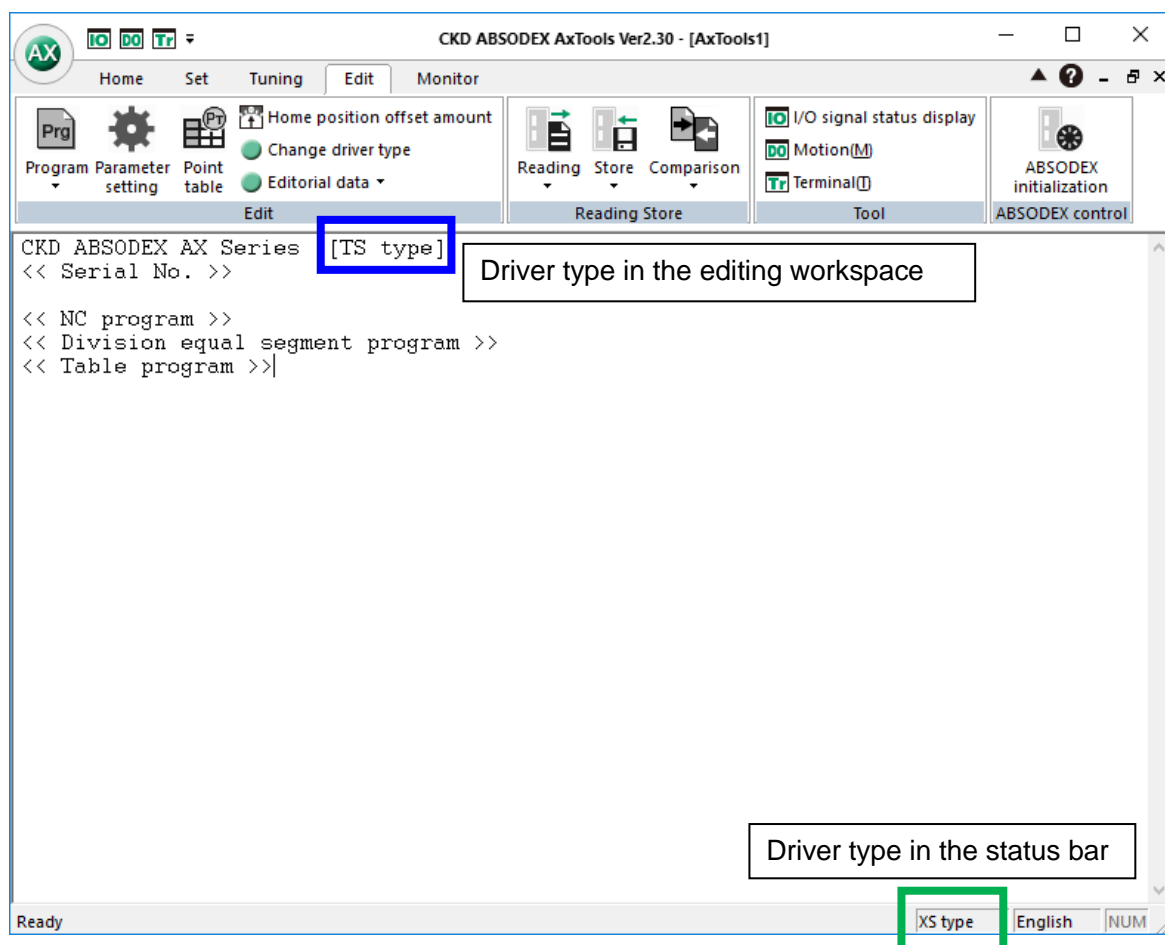 AX IO DO Tr CKD ABSODEX AxTools Ver2.30 - [AxTools1]
Home Set Tuning Edit Monitor
Prg
Program
Parameter setting
PT
Point table
Home position offset amount
Change driver type
Editorial data
Edit
Reading
Store
Comparison
Reading Store
IO I/O signal status display
DO Motion(M)
Tr Terminal(T)
Tool
ABSODEX initialization
ABSODEX control
CKD ABSODEX AX Series [TS type]
<< Serial No. >>
Driver type in the editing workspace
<< NC program >>
<< Division equal segment program >>
<< Table program >>
Driver type in the status bar
Ready XS type English NUM